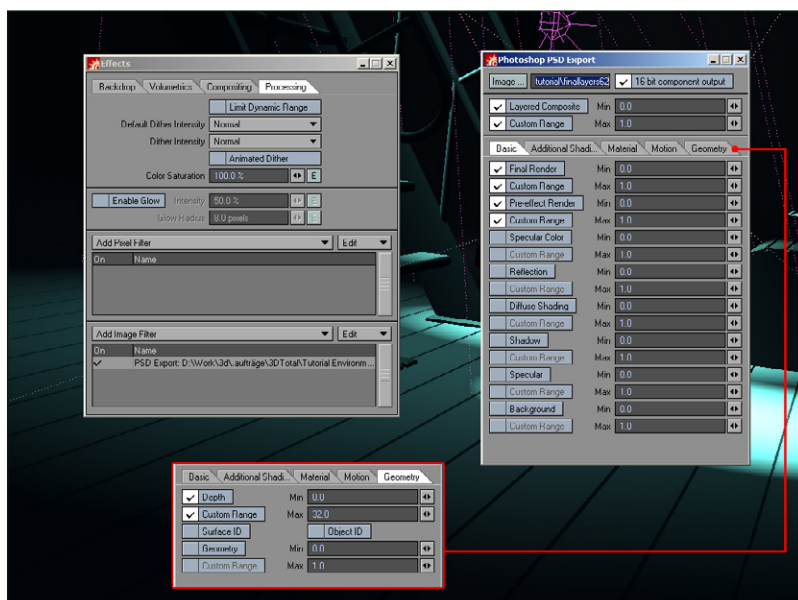 Effects
Backdrop Volumetrics Compositing Processing
Limit Dynamic Range
Default Dither Intensity Normal
Dither Intensity Normal
Animated Dither
Color Saturation 100.0 % E
Enable Glow Intensity 50.0 % E
Glow Radius 8.0 pixels E
Add Pixel Filter Edit
On Name
Add Image Filter Edit
On Name
PSD Export: D:\Work\3d\.aufträge\3DTotal\Tutorial Environm ...
Photoshop PSD Export
Image ... tutorial\finallayers62 16 bit component output
Layered Composite Min 0.0
Custom Range Max 1.0
Basic Additional Shadi... Material Motion Geometry
Final Render Min 0.0
Custom Range Max 1.0
Pre-effect Render Min 0.0
Custom Range Max 1.0
Specular Color Min 0.0
Custom Range Max 1.0
Reflection Min 0.0
Custom Range Max 1.0
Diffuse Shading Min 0.0
Custom Range Max 1.0
Shadow Min 0.0
Custom Range Max 1.0
Specular Min 0.0
Custom Range Max 1.0
Background Min 0.0
Custom Range Max 1.0
Basic Additional Shadi... Material Motion Geometry
Depth Min 0.0
Custom Range Max 32.0
Surface ID Object ID
Geometry Min 0.0
Custom Range Max 1.0